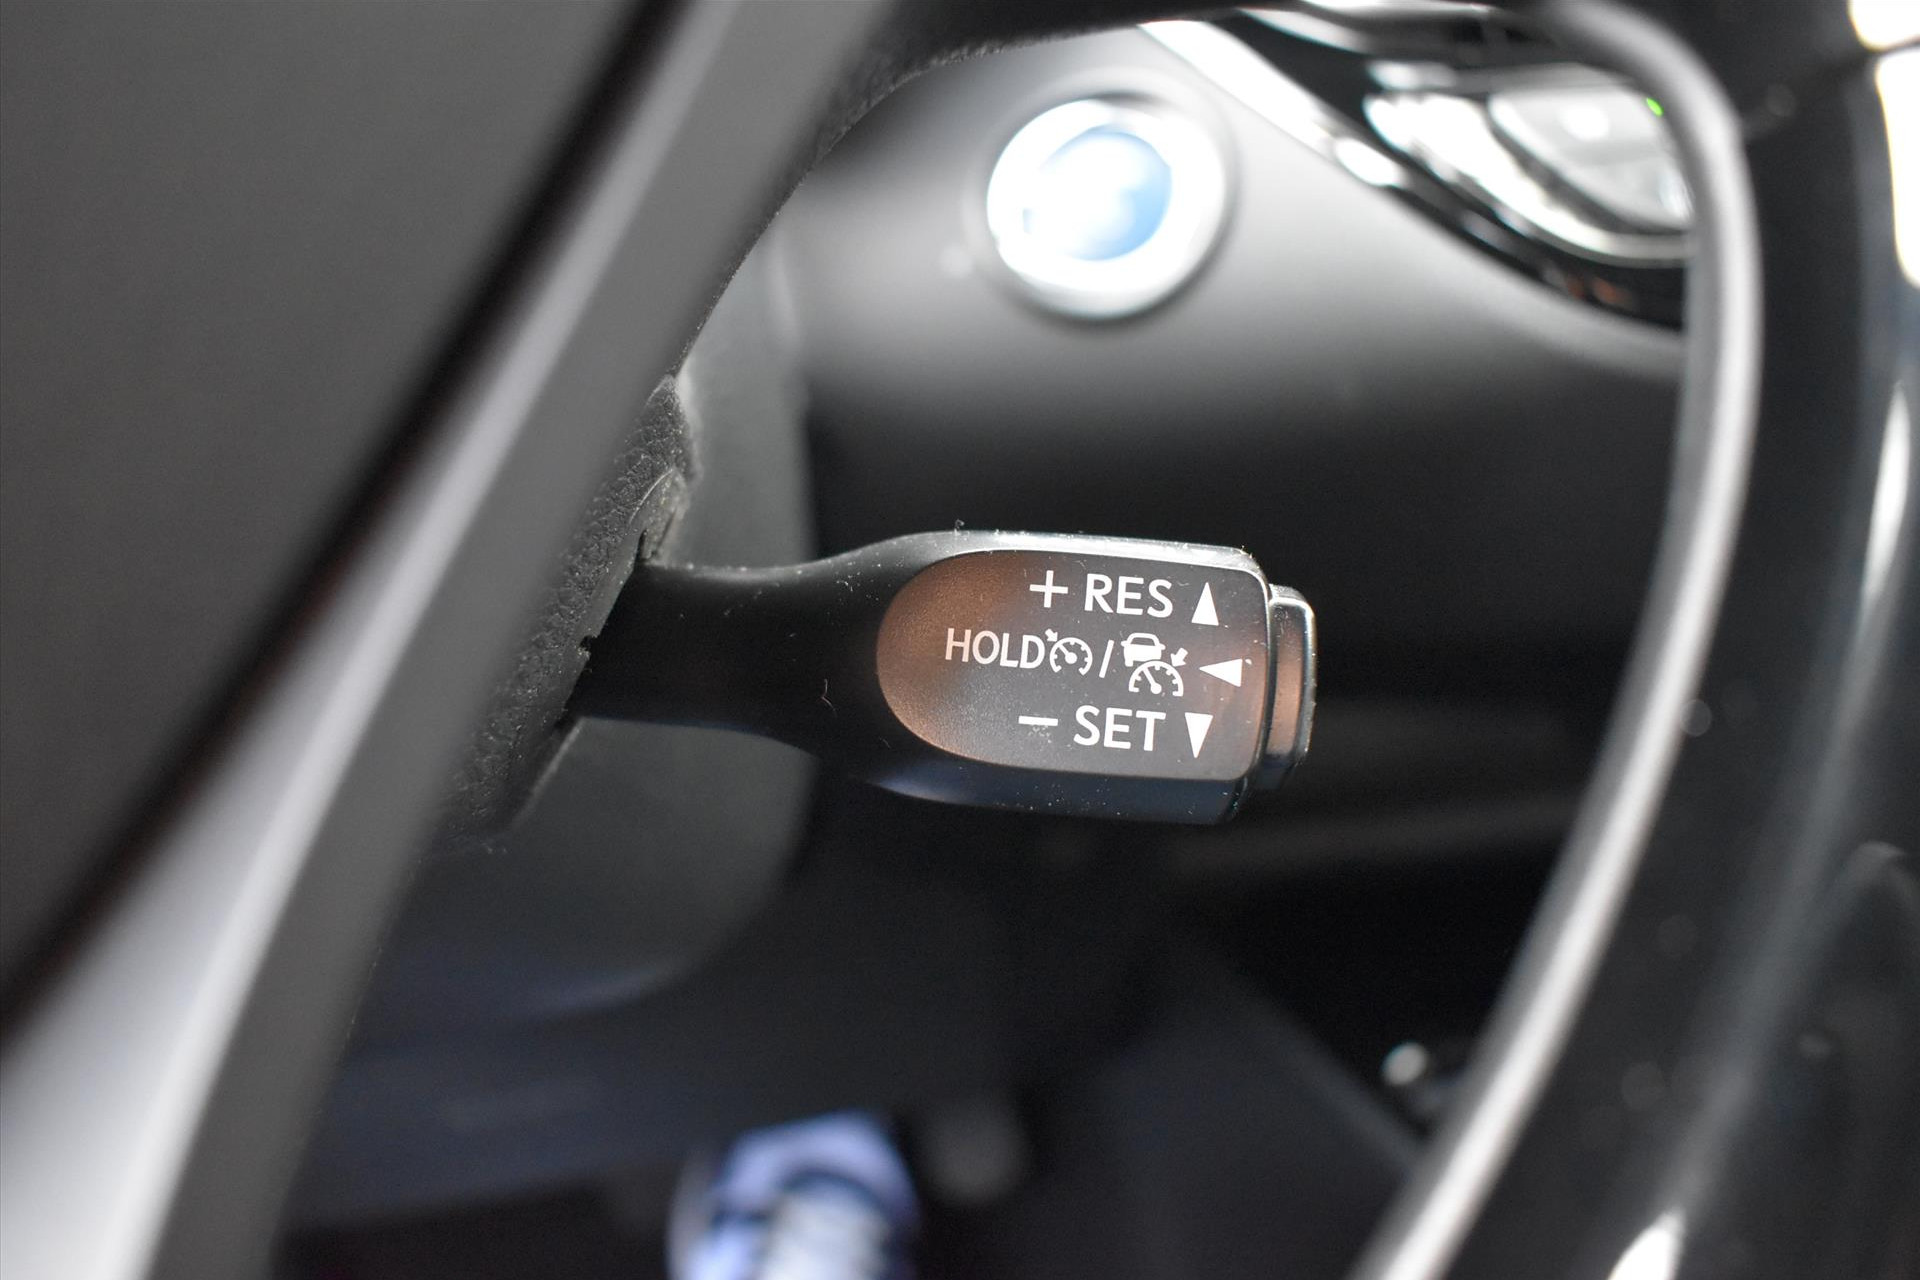 + RES ▲
HOLD / ◀
− SET ▼